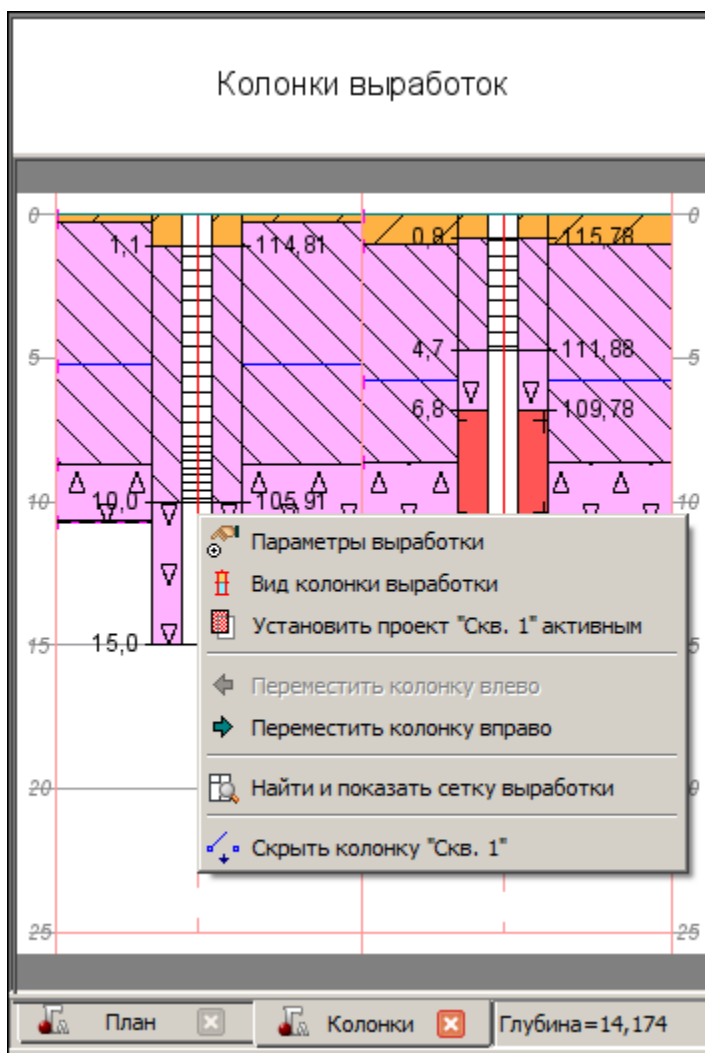 Колонки выработок
0 0
0,8 115,78
1,1 114,81
4,7 111,88
5 5
6,8 109,78
10 10,0 105,91 10
Параметры выработки
Вид колонки выработки
Установить проект "Скв. 1" активным
15 15,0 5
Переместить колонку влево
Переместить колонку вправо
20 0
Найти и показать сетку выработки
Скрыть колонку "Скв. 1"
25 25
План Колонки Глубина=14,174